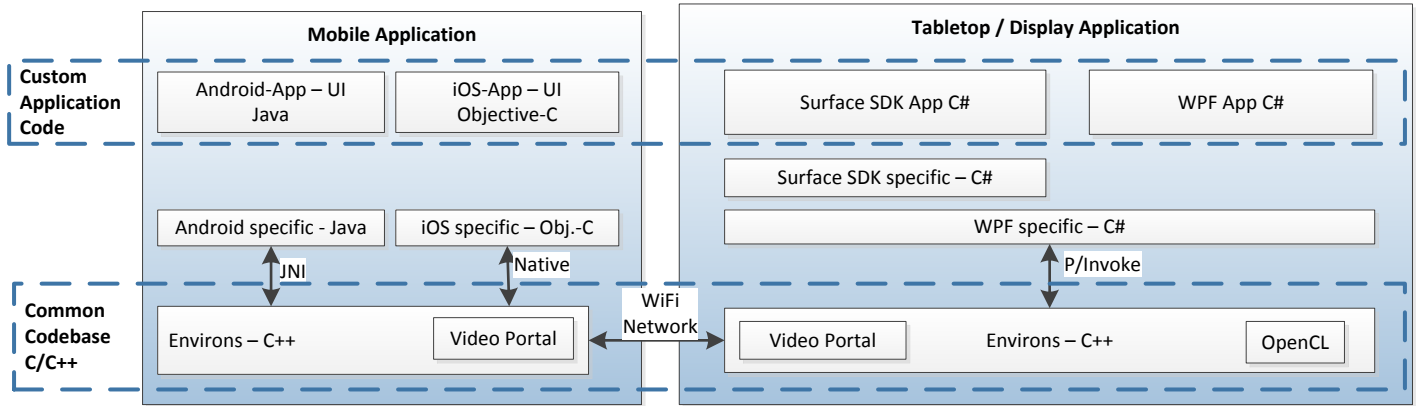 Mobile Application
Tabletop / Display Application
Custom
Application
Code
Android-App – UI
Java
iOS-App – UI
Objective-C
Surface SDK App C#
WPF App C#
Surface SDK specific – C#
Android specific - Java
iOS specific – Obj.-C
WPF specific – C#
JNI
Native
P/Invoke
Common
Codebase
C/C++
Environs – C++
Video Portal
WiFi
Network
Video Portal
Environs – C++
OpenCL